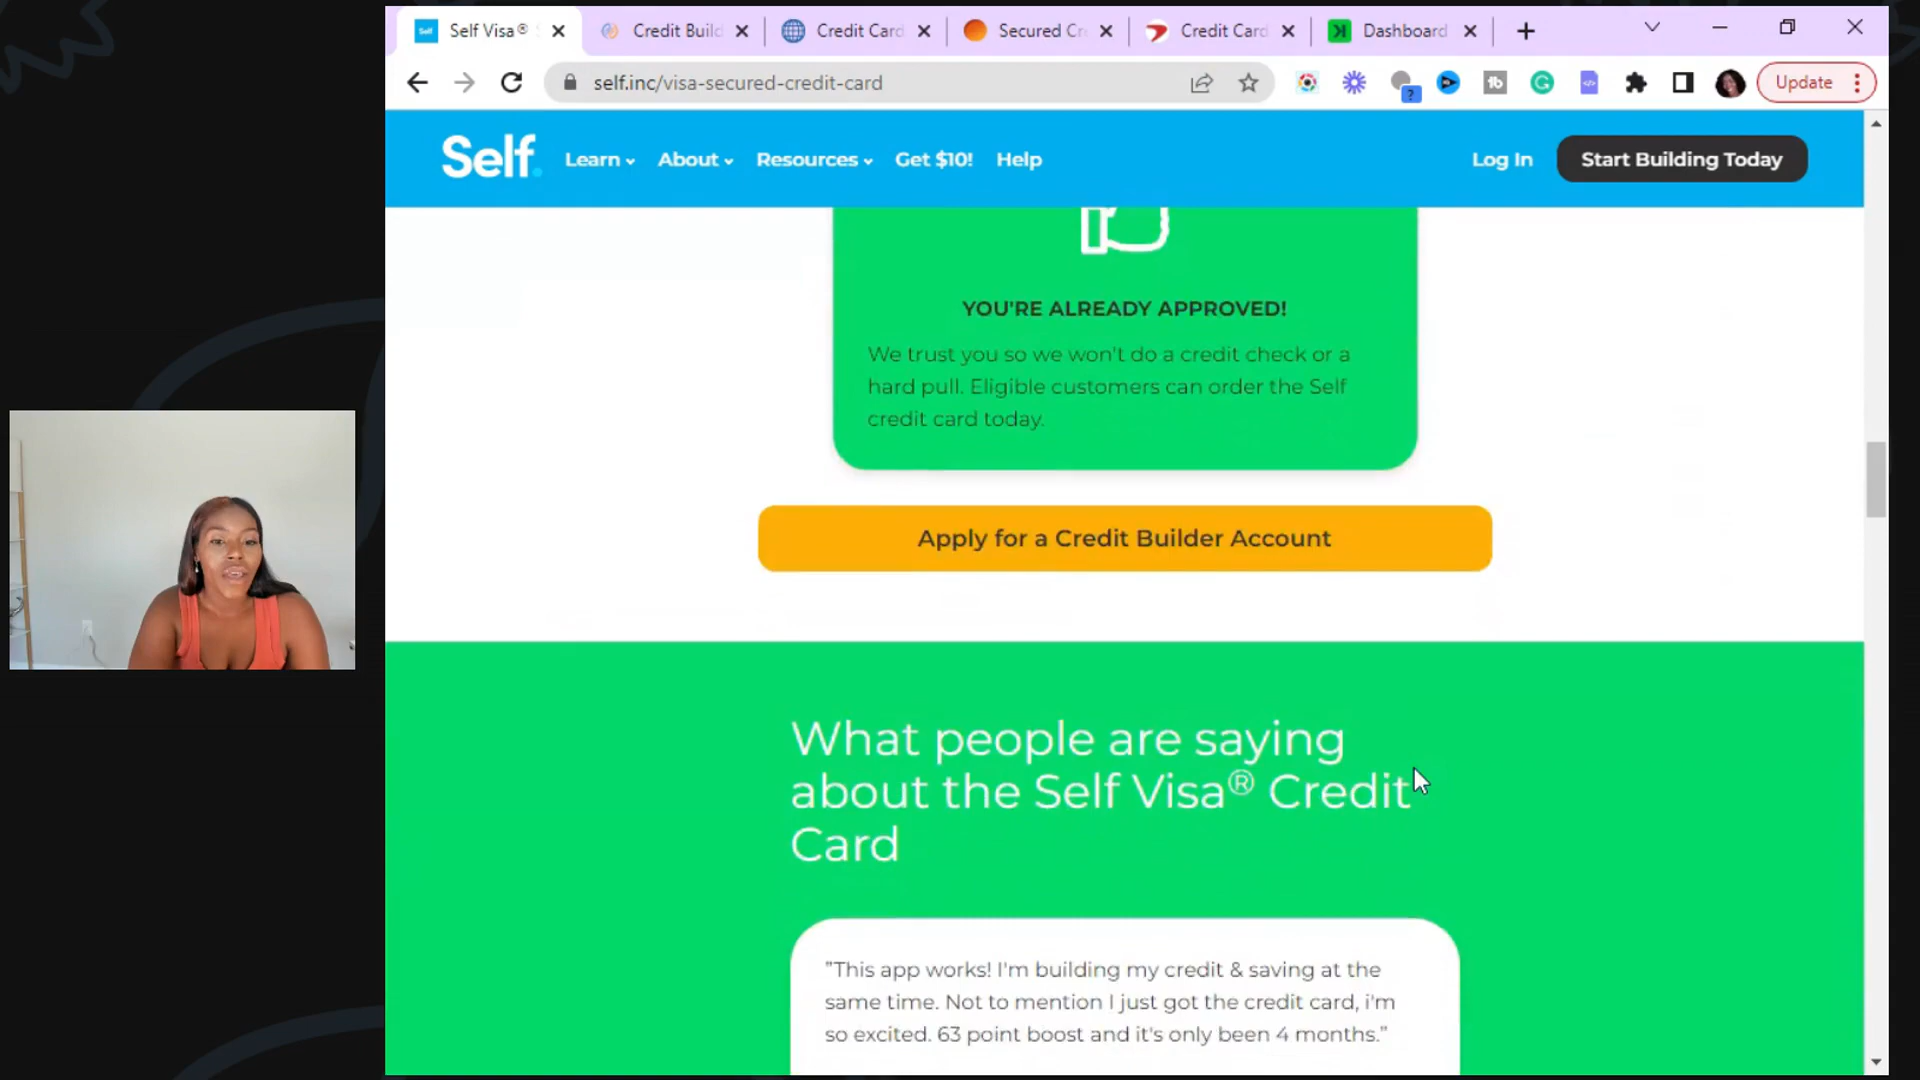 Self Visa® S
Credit Build
Credit Card
Secured Cr
Credit Card
Dashboard
self.inc/visa-secured-credit-card
Update
Self.
Learn
About
Resources
Get $10!
Help
Log In
Start Building Today
YOU'RE ALREADY APPROVED!
We trust you so we won't do a credit check or a
hard pull. Eligible customers can order the Self
credit card today.
Apply for a Credit Builder Account
What people are saying
about the Self Visa® Credit
Card
"This app works! I'm building my credit & saving at the
same time. Not to mention I just got the credit card, i'm
so excited. 63 point boost and it's only been 4 months."